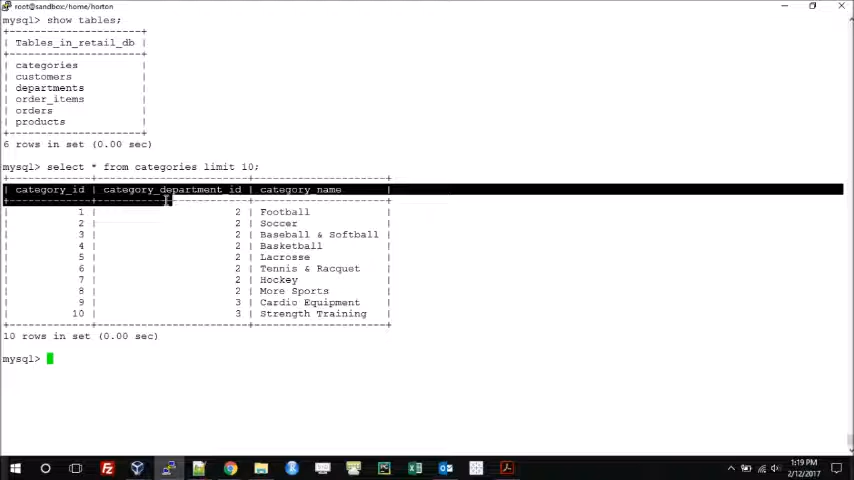 root@sandbox:/home/horton
mysql> show tables;
+---------------------+
| Tables_in_retail_db |
+---------------------+
| categories          |
| customers           |
| departments         |
| order_items         |
| orders              |
| products            |
+---------------------+
6 rows in set (0.00 sec)
mysql> select * from categories limit 10;
+-------------+------------------------+---------------------+
| category_id | category_department_id | category_name       |
+-------------+------------------------+---------------------+
|           1 |                      2 | Football            |
|           2 |                      2 | Soccer              |
|           3 |                      2 | Baseball & Softball |
|           4 |                      2 | Basketball          |
|           5 |                      2 | Lacrosse            |
|           6 |                      2 | Tennis & Racquet    |
|           7 |                      2 | Hockey              |
|           8 |                      2 | More Sports         |
|           9 |                      3 | Cardio Equipment    |
|          10 |                      3 | Strength Training   |
+-------------+------------------------+---------------------+
10 rows in set (0.00 sec)
mysql>
1:19 PM
2/12/2017